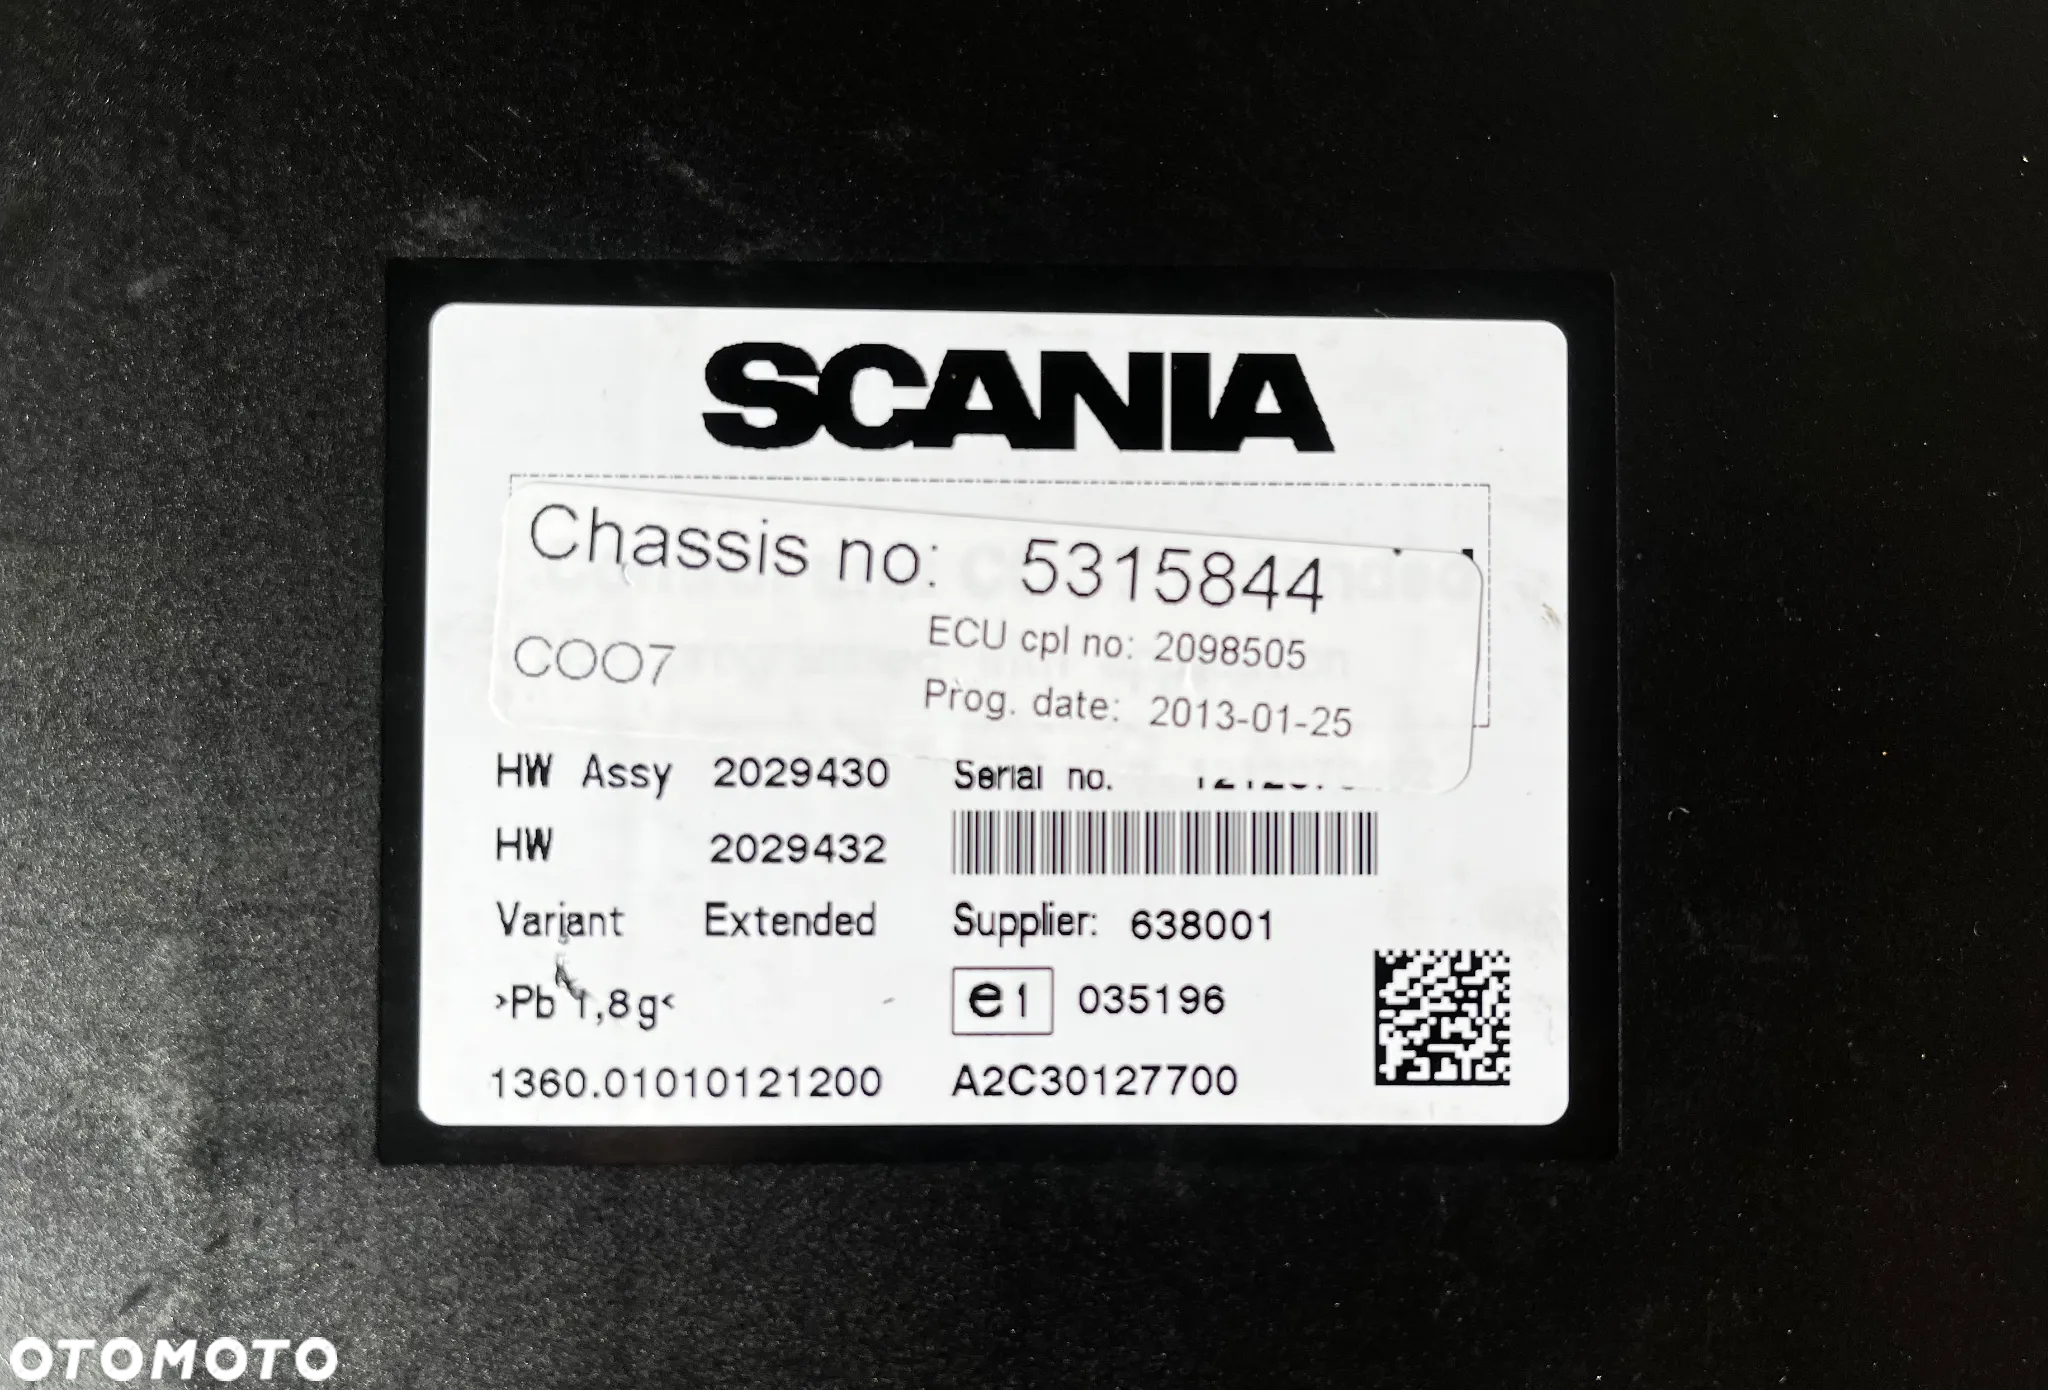 SCANIA
Chassis no: 5315844
ECU cpl no: 2098505
COO7
Prog. date: 2013-01-25
HW Assy 2029430 Serial no.
HW 2029432
Variant Extended Supplier: 638001
>Pb 1,8g< e1 035196
1360.01010121200 A2C30127700
OTOMOTO